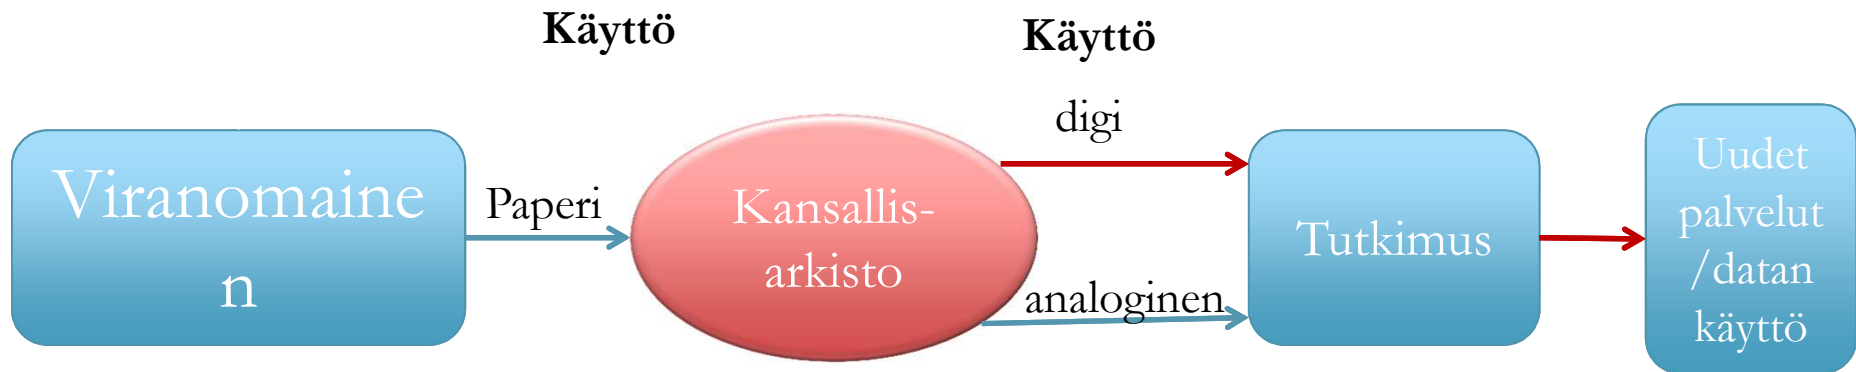 Käyttö
Käyttö
Viranomaine
n
Paperi
Kansallis-
arkisto
digi
analoginen
Tutkimus
Uudet
palvelut
/datan
käyttö